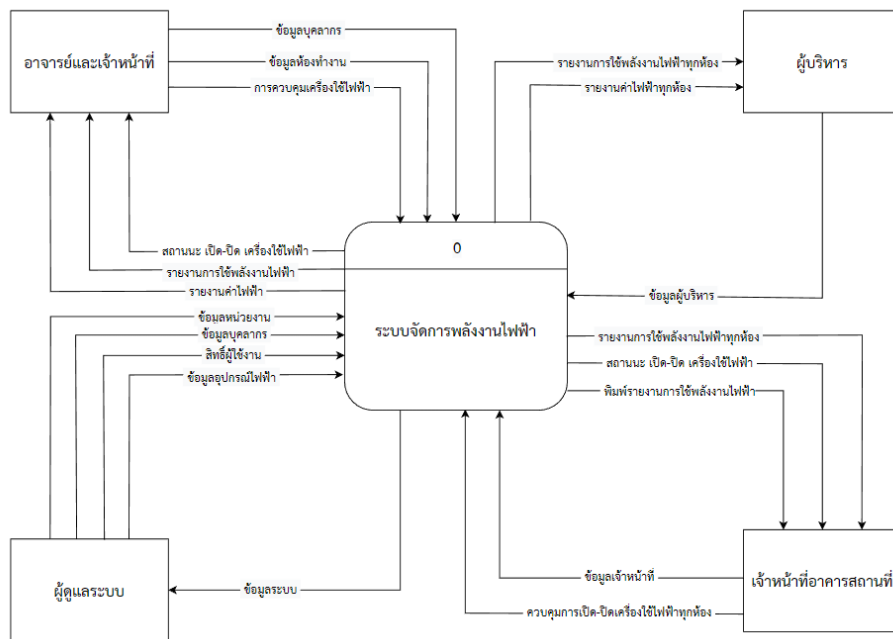 อาจารย์และเจ้าหน้าที่
ข้อมูลบุคลากร
ข้อมูลห้องทำงาน
การควบคุมเครื่องใช้ไฟฟ้า
รายงานการใช้พลังงานไฟฟ้าทุกห้อง
รายงานค่าไฟฟ้าทุกห้อง
ผู้บริหาร
สถานนะ เปิด-ปิด เครื่องใช้ไฟฟ้า
รายงานการใช้พลังงานไฟฟ้า
รายงานค่าไฟฟ้า
0
ระบบจัดการพลังงานไฟฟ้า
ข้อมูลผู้บริหาร
ข้อมูลหน่วยงาน
ข้อมูลบุคลากร
สิทธิ์ผู้ใช้งาน
ข้อมูลอุปกรณ์ไฟฟ้า
รายงานการใช้พลังงานไฟฟ้าทุกห้อง
สถานนะ เปิด-ปิด เครื่องใช้ไฟฟ้า
พิมพ์รายงานการใช้พลังงานไฟฟ้า
ผู้ดูแลระบบ
ข้อมูลระบบ
ข้อมูลเจ้าหน้าที่
ควบคุมการเปิด-ปิดเครื่องใช้ไฟฟ้าทุกห้อง
เจ้าหน้าที่อาคารสถานที่